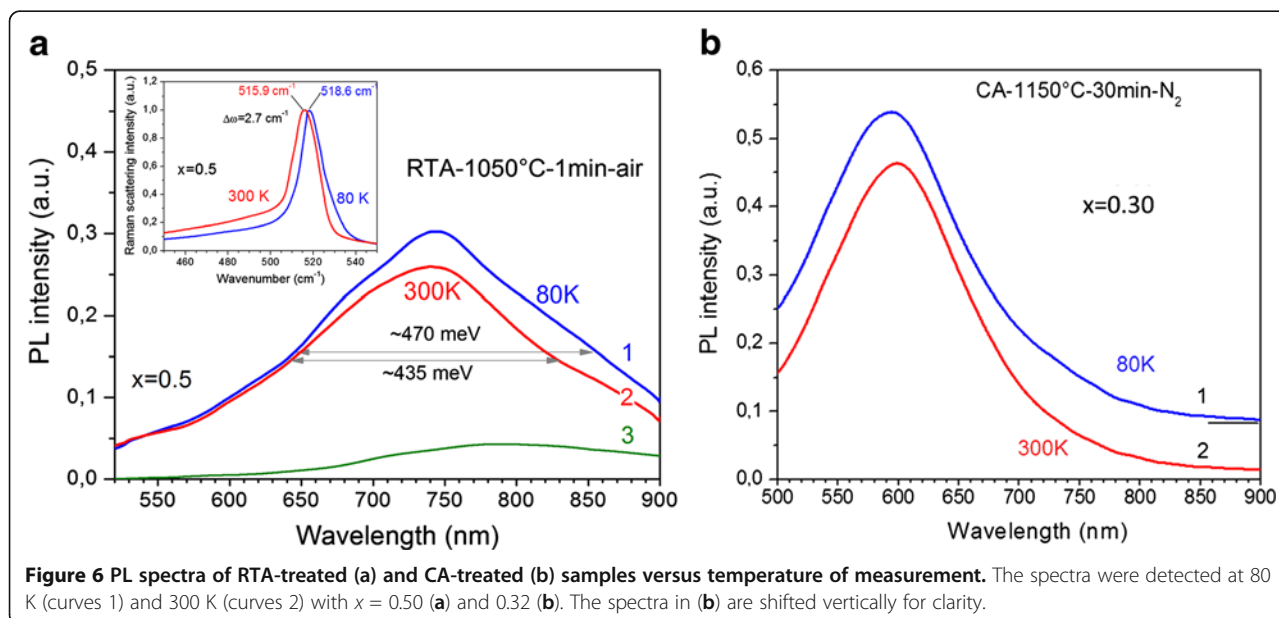 a
0,5
0,4
0,3
0,2
0,1
0,0
PL intensity (a.u.)
550 600 650 700 750 800 850 900
Wavelength (nm)
RTA-1050°C-1min-air
x=0.5
300K
80K
~470 meV
~435 meV
1
2
3
515.9 cm⁻¹
518.6 cm⁻¹
Δω=2.7 cm⁻¹
x=0.5
300 K
80 K
1,2
1,0
0,8
0,6
0,4
0,2
0,0
Raman scattering intensity (a.u.)
460 480 500 520 540
Wavenumber (cm⁻¹)
b
0,6
0,5
0,4
0,3
0,2
0,1
0,0
PL intensity (a.u.)
500 550 600 650 700 750 800 850 900
Wavelength (nm)
CA-1150°C-30min-N₂
x=0.30
80K
300K
1
2
Figure 6 PL spectra of RTA-treated (a) and CA-treated (b) samples versus temperature of measurement. The spectra were detected at 80
K (curves 1) and 300 K (curves 2) with x = 0.50 (a) and 0.32 (b). The spectra in (b) are shifted vertically for clarity.